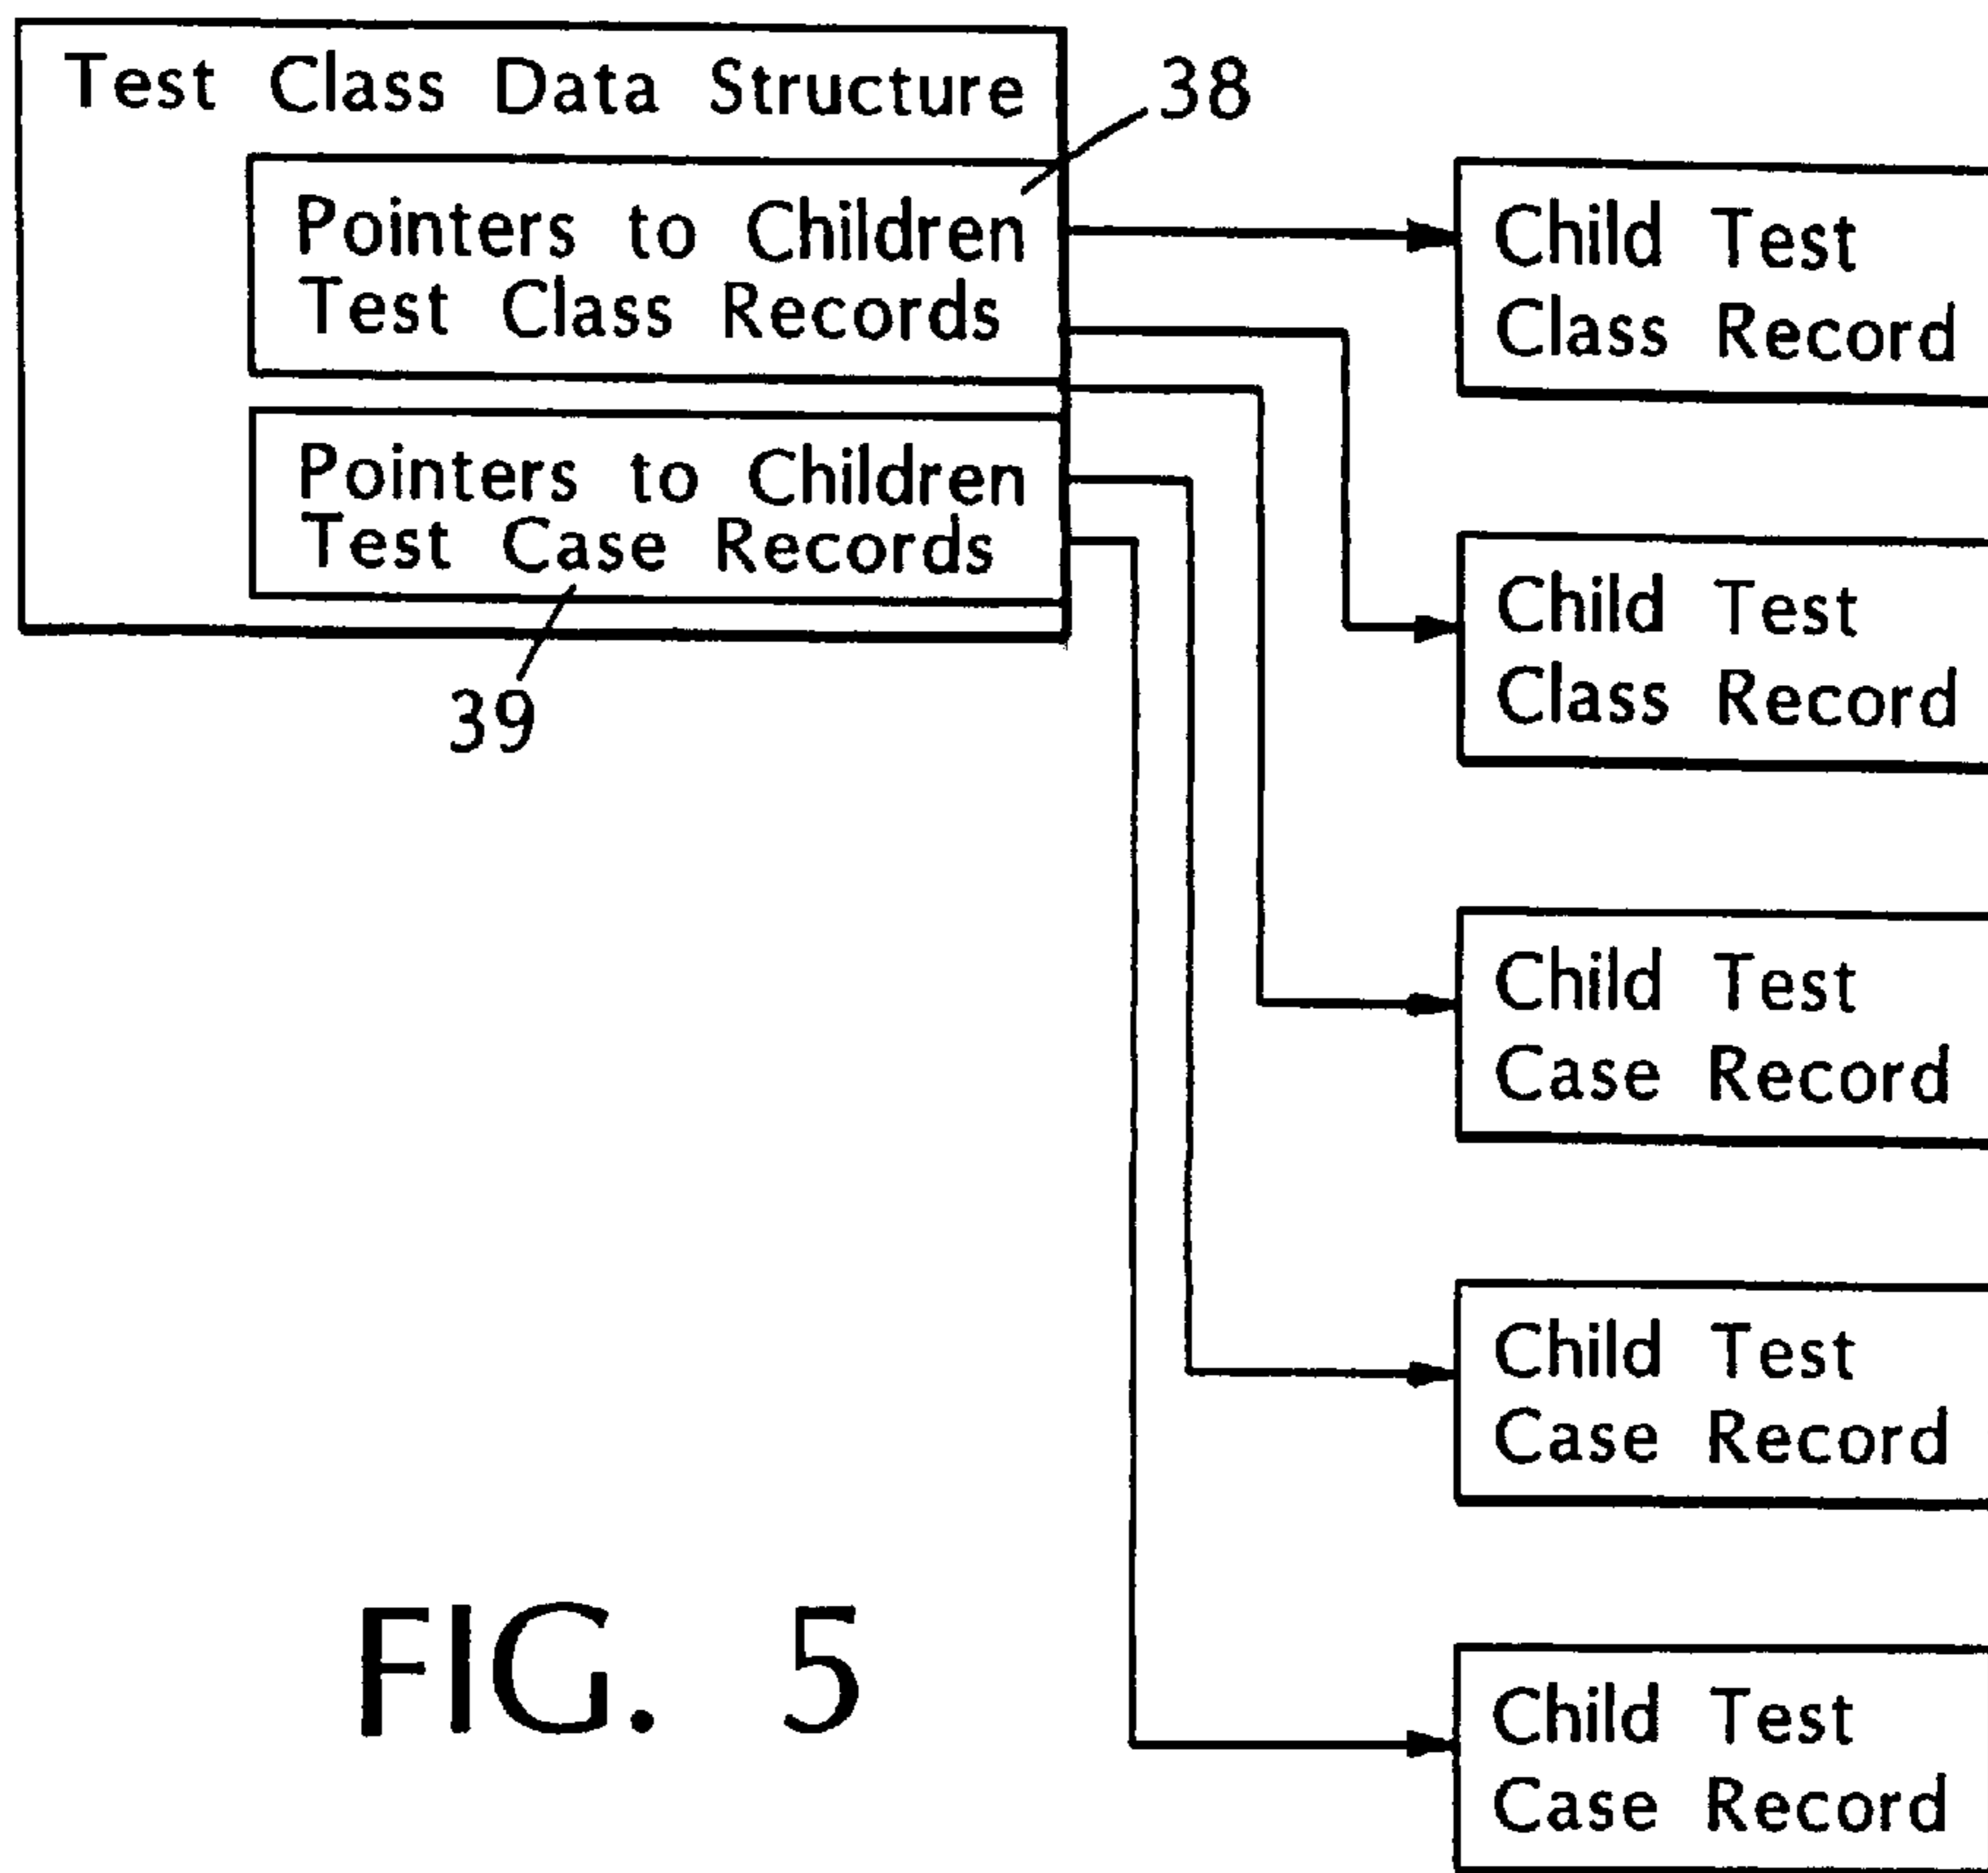 Test Class Data Structure
38
Pointers to Children
Test Class Records
Pointers to Children
Test Case Records
39
Child Test
Class Record
Child Test
Class Record
Child Test
Case Record
Child Test
Case Record
Child Test
Case Record
FIG. 5